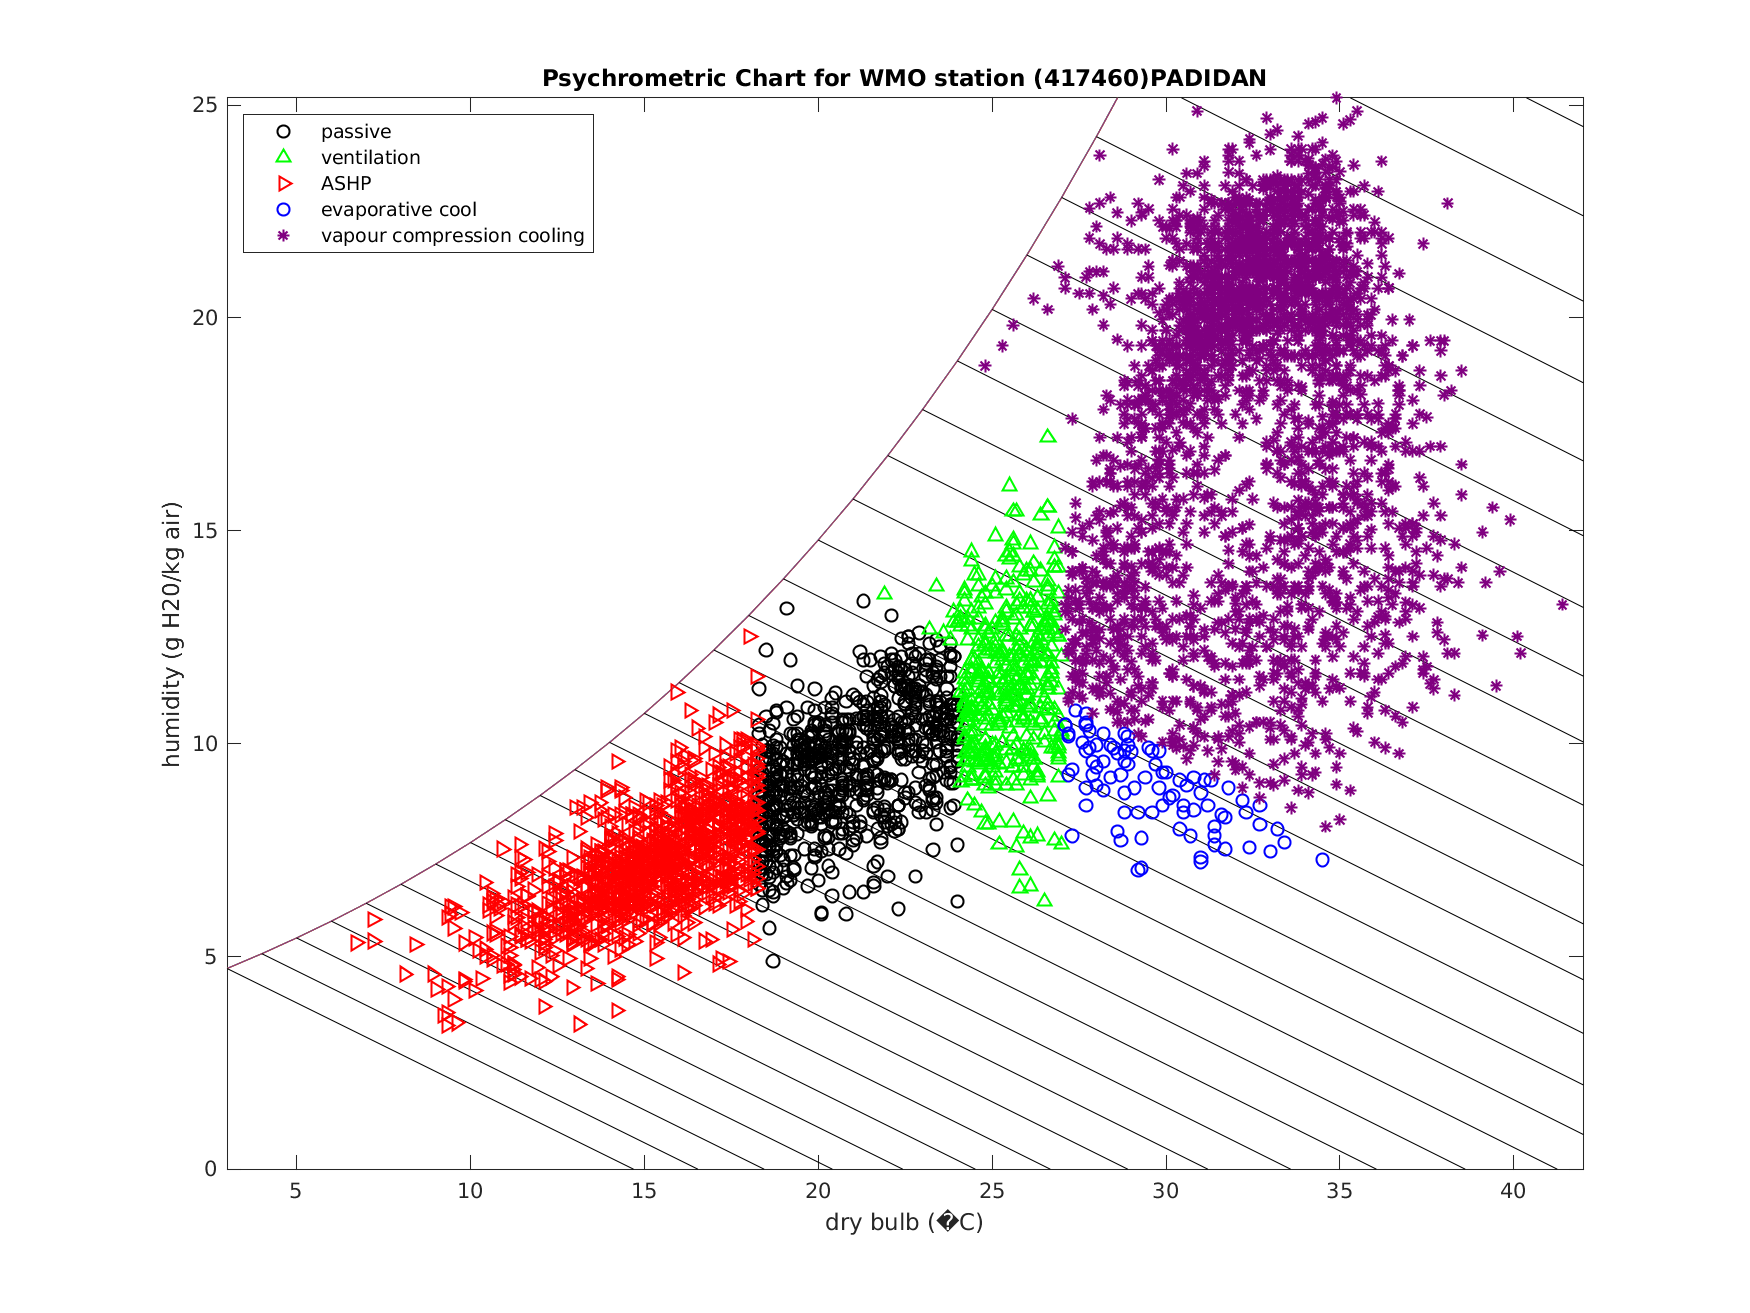 Psychrometric Chart for WMO station (417460)PADIDAN
passive
ventilation
ASHP
evaporative cool
vapour compression cooling
25
20
15
10
5
0
humidity (g H20/kg air)
5 10 15 20 25 30 35 40
dry bulb (�C)